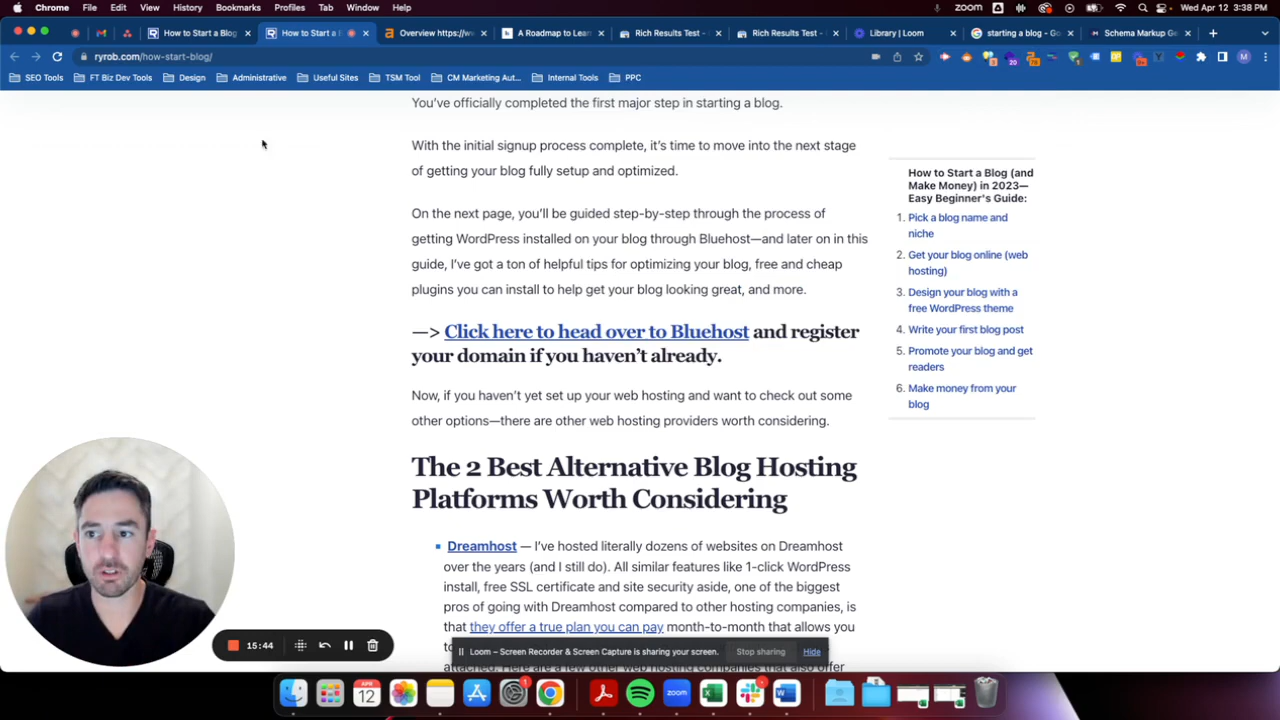 Chrome File Edit View History Bookmarks Profiles Tab Window Help zoom Wed Apr 12 3:38 PM
How to Start a Blog How to Start a Overview https://w A Roadmap to Lear Rich Results Test - Rich Results Test - Library | Loom starting a blog - Go Schema Markup Ge
ryrob.com/how-start-blog/
SEO Tools FT Biz Dev Tools Design Administrative Useful Sites TSM Tool CM Marketing Aut... Internal Tools PPC
You've officially completed the first major step in starting a blog.
With the initial signup process complete, it's time to move into the next stage
of getting your blog fully setup and optimized.
On the next page, you'll be guided step-by-step through the process of
getting WordPress installed on your blog through Bluehost—and later on in this
guide, I've got a ton of helpful tips for optimizing your blog, free and cheap
plugins you can install to help get your blog looking great, and more.
—> Click here to head over to Bluehost and register
your domain if you haven't already.
Now, if you haven't yet set up your web hosting and want to check out some
other options—there are other web hosting providers worth considering.
The 2 Best Alternative Blog Hosting
Platforms Worth Considering
Dreamhost — I've hosted literally dozens of websites on Dreamhost
over the years (and I still do). All similar features like 1-click WordPress
install, free SSL certificate and site security aside, one of the biggest
pros of going with Dreamhost compared to other hosting companies, is
that they offer a true plan you can pay month-to-month that allows you
How to Start a Blog (and
Make Money) in 2023—
Easy Beginner's Guide:
1. Pick a blog name and
niche
2. Get your blog online (web
hosting)
3. Design your blog with a
free WordPress theme
4. Write your first blog post
5. Promote your blog and get
readers
6. Make money from your
blog
15:44
Loom – Screen Recorder & Screen Capture is sharing your screen. Stop sharing Hide
APR
12
zoom